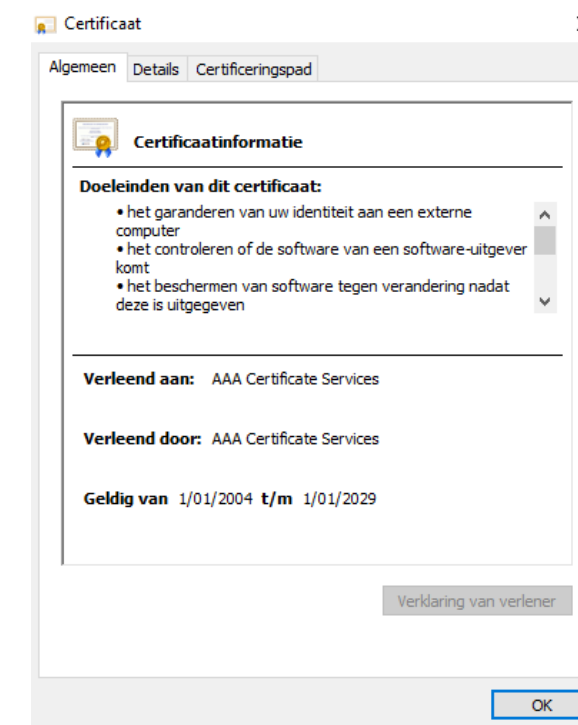 Certificaat
Algemeen Details Certificeringspad
Certificaatinformatie
Doeleinden van dit certificaat:
• het garanderen van uw identiteit aan een externe
computer
• het controleren of de software van een software-uitgever
komt
• het beschermen van software tegen verandering nadat
deze is uitgegeven
Verleend aan: AAA Certificate Services
Verleend door: AAA Certificate Services
Geldig van 1/01/2004 t/m 1/01/2029
Verklaring van verlener
OK